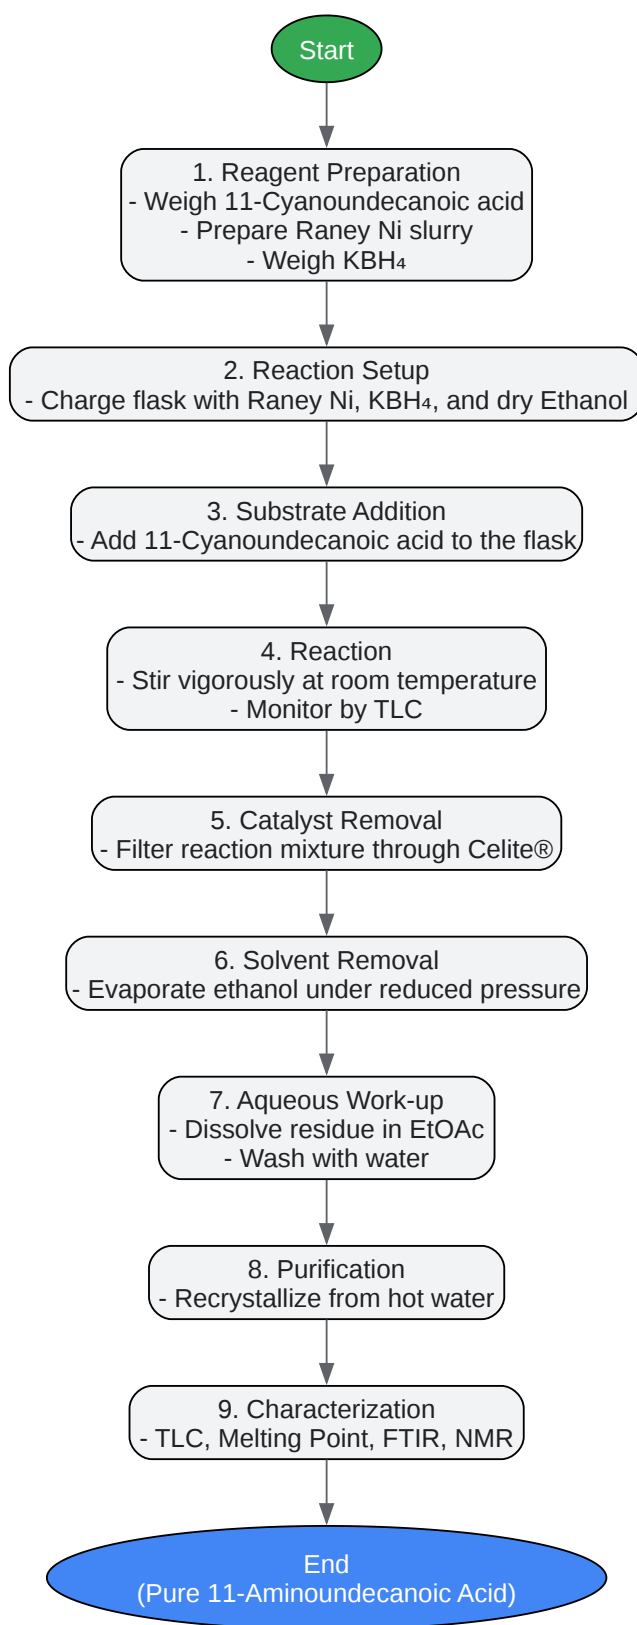 Start
1. Reagent Preparation
- Weigh 11-Cyanoundecanoic acid
- Prepare Raney Ni slurry
- Weigh KBH₄
2. Reaction Setup
- Charge flask with Raney Ni, KBH₄, and dry Ethanol
3. Substrate Addition
- Add 11-Cyanoundecanoic acid to the flask
4. Reaction
- Stir vigorously at room temperature
- Monitor by TLC
5. Catalyst Removal
- Filter reaction mixture through Celite®
6. Solvent Removal
- Evaporate ethanol under reduced pressure
7. Aqueous Work-up
- Dissolve residue in EtOAc
- Wash with water
8. Purification
- Recrystallize from hot water
9. Characterization
- TLC, Melting Point, FTIR, NMR
End
(Pure 11-Aminoundecanoic Acid)